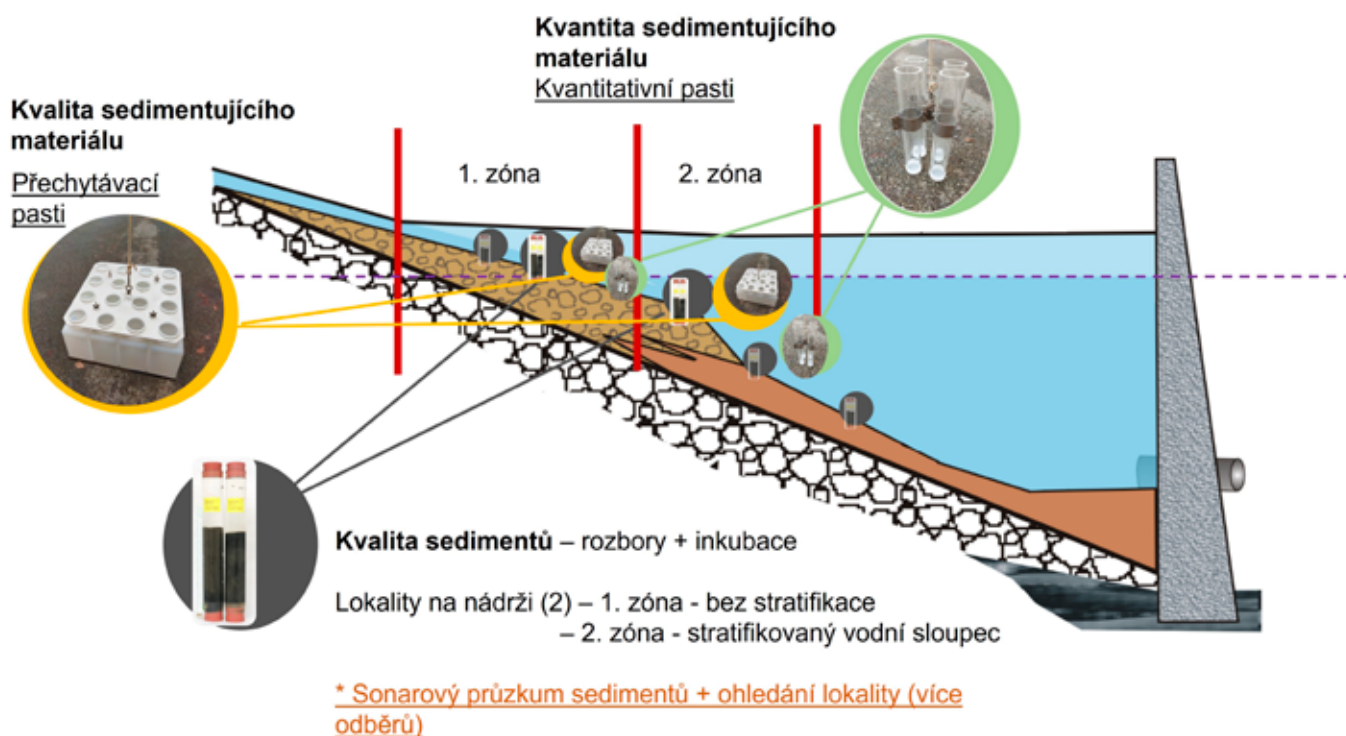 Kvantita sedimentujícího
materiálu
Kvantitativní pasti
Kvalita sedimentujícího
materiálu
Přechytávací
pasti
1. zóna
2. zóna
Kvalita sedimentů – rozbory + inkubace
Lokality na nádrži (2) – 1. zóna - bez stratifikace
– 2. zóna - stratifikovaný vodní sloupec
* Sonarový průzkum sedimentů + ohledání lokality (více
odběrů)